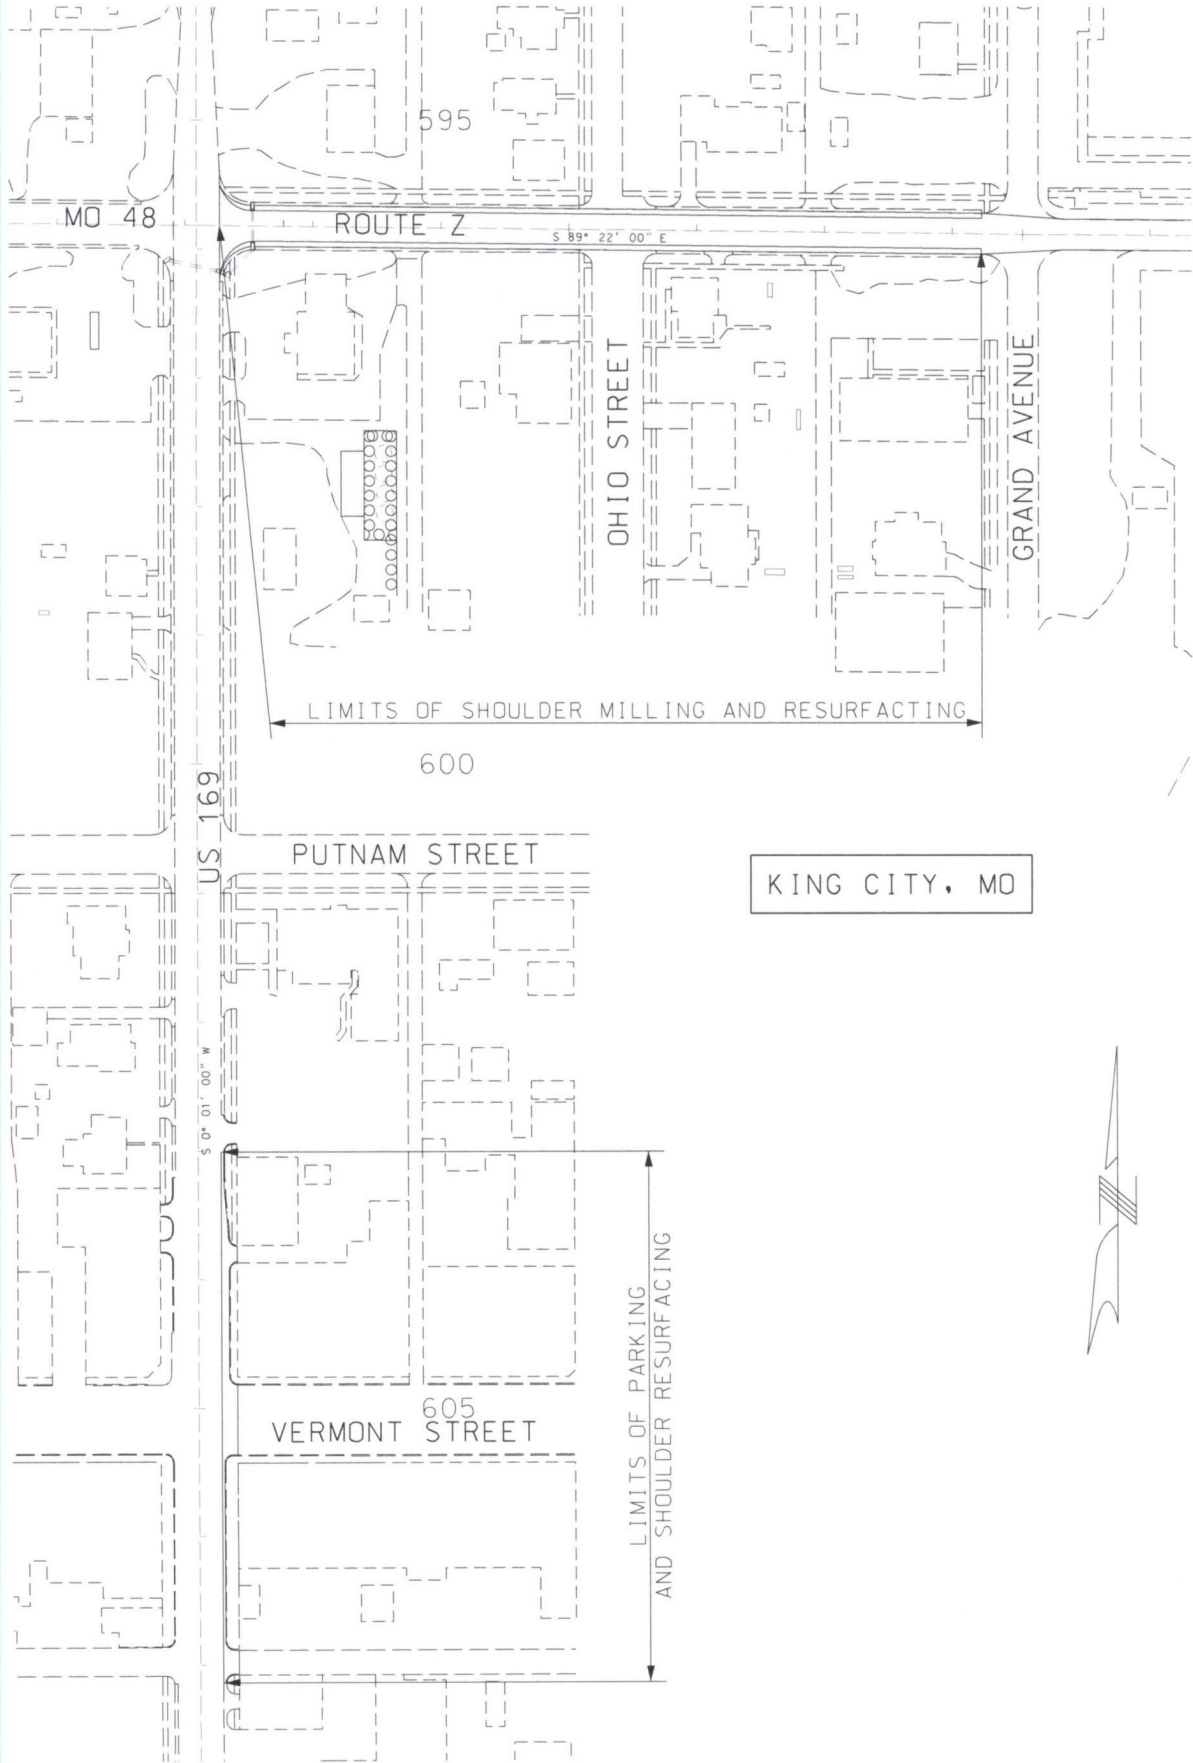 595
MO 48
ROUTE Z
S 89° 22' 00" E
OHIO STREET
GRAND AVENUE
LIMITS OF SHOULDER MILLING AND RESURFACTING
600
US 169
PUTNAM STREET
KING CITY, MO
S 0° 01' 00" W
N
LIMITS OF PARKING
AND SHOULDER RESURFACING
605
VERMONT STREET